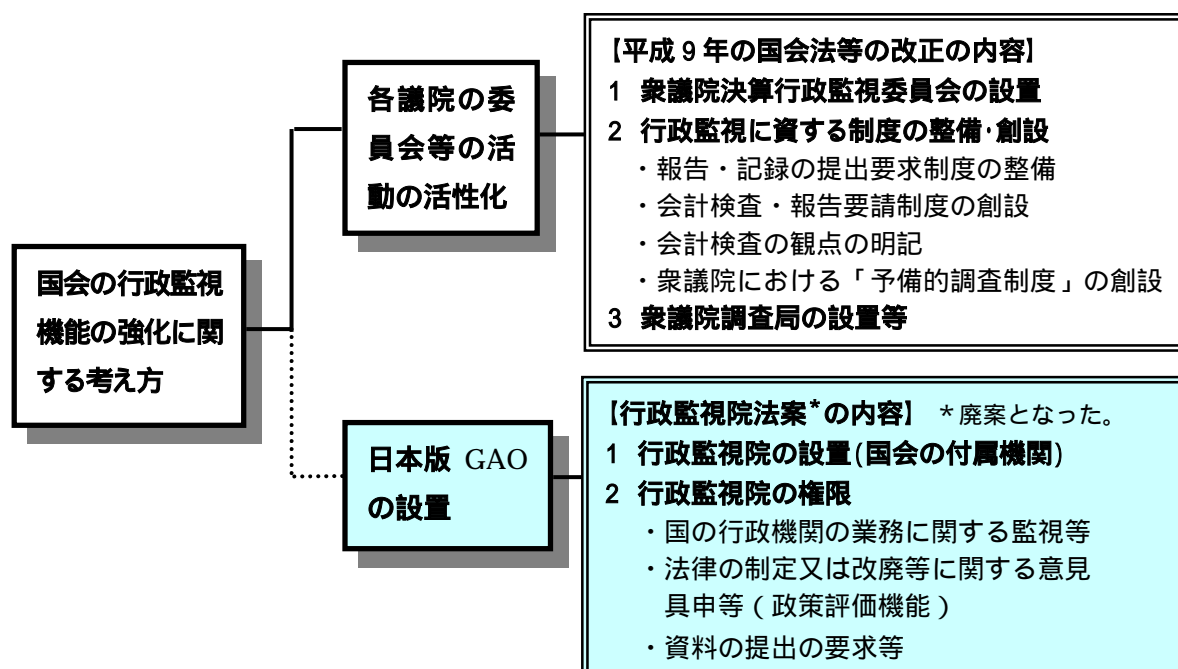 国会の行政監視
機能の強化に関
する考え方
各議院の委
員会等の活
動の活性化
【平成9年の国会法等の改正の内容】
1 衆議院決算行政監視委員会の設置
2 行政監視に資する制度の整備・創設
・報告・記録の提出要求制度の整備
・会計検査・報告要請制度の創設
・会計検査の観点の明記
・衆議院における「予備的調査制度」の創設
3 衆議院調査局の設置等
日本版 GAO
の設置
【行政監視院法案*の内容】 *廃案となった。
1 行政監視院の設置(国会の付属機関)
2 行政監視院の権限
・国の行政機関の業務に関する監視等
・法律の制定又は改廃等に関する意見
具申等（政策評価機能）
・資料の提出の要求等